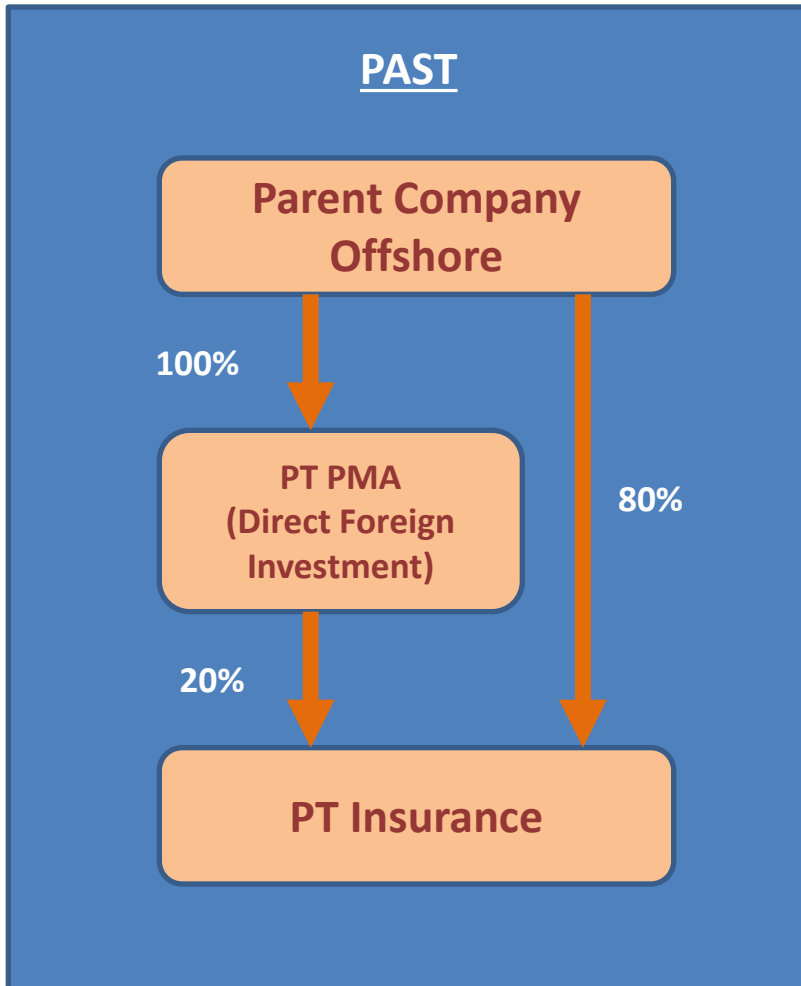 PAST
Parent Company
Offshore
100%
PT PMA
(Direct Foreign
Investment)
80%
20%
PT Insurance